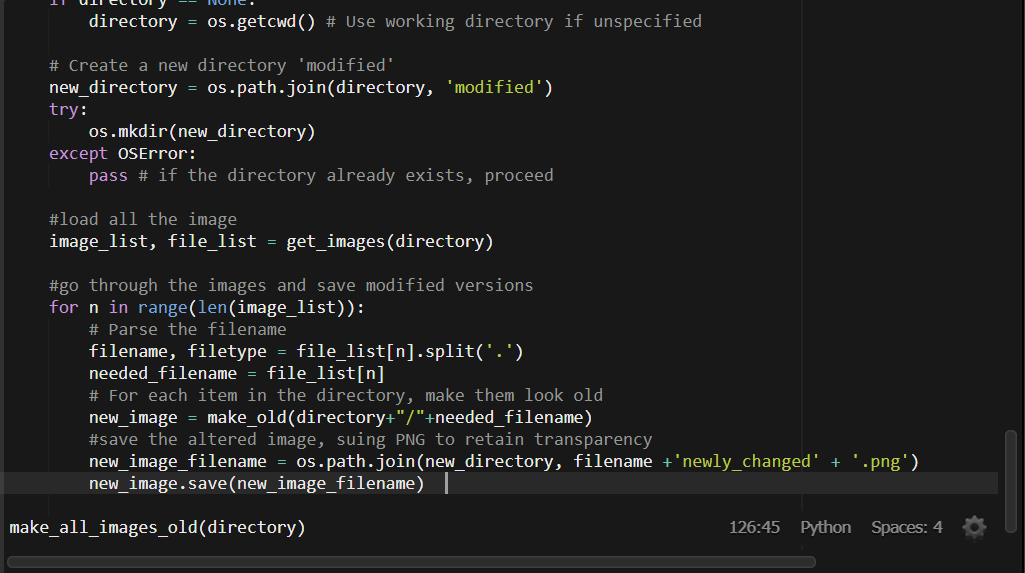 if directory == None:
directory = os.getcwd() # Use working directory if unspecified
# Create a new directory 'modified'
new_directory = os.path.join(directory, 'modified')
try:
os.mkdir(new_directory)
except OSError:
pass # if the directory already exists, proceed
#load all the image
image_list, file_list = get_images(directory)
#go through the images and save modified versions
for n in range(len(image_list)):
# Parse the filename
filename, filetype = file_list[n].split('.')
needed_filename = file_list[n]
# For each item in the directory, make them look old
new_image = make_old(directory+"/"+needed_filename)
#save the altered image, suing PNG to retain transparency
new_image_filename = os.path.join(new_directory, filename +'newly_changed' + '.png')
new_image.save(new_image_filename)
make_all_images_old(directory)
126:45 Python Spaces: 4